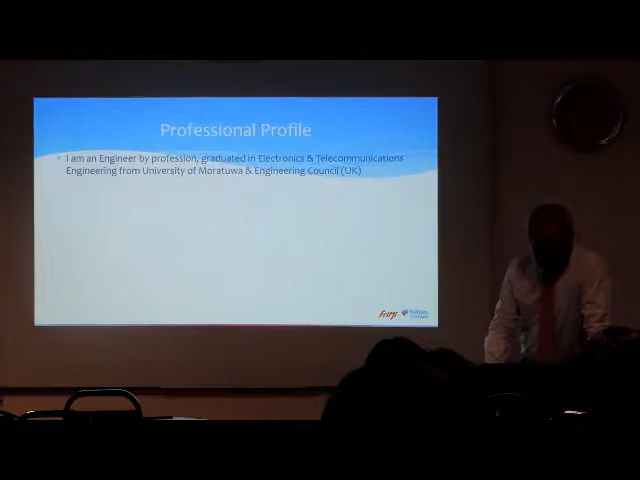 Professional Profile
I am an Engineer by profession, graduated in Electronics & Telecommunications
Engineering from University of Moratuwa & Engineering Council (UK)